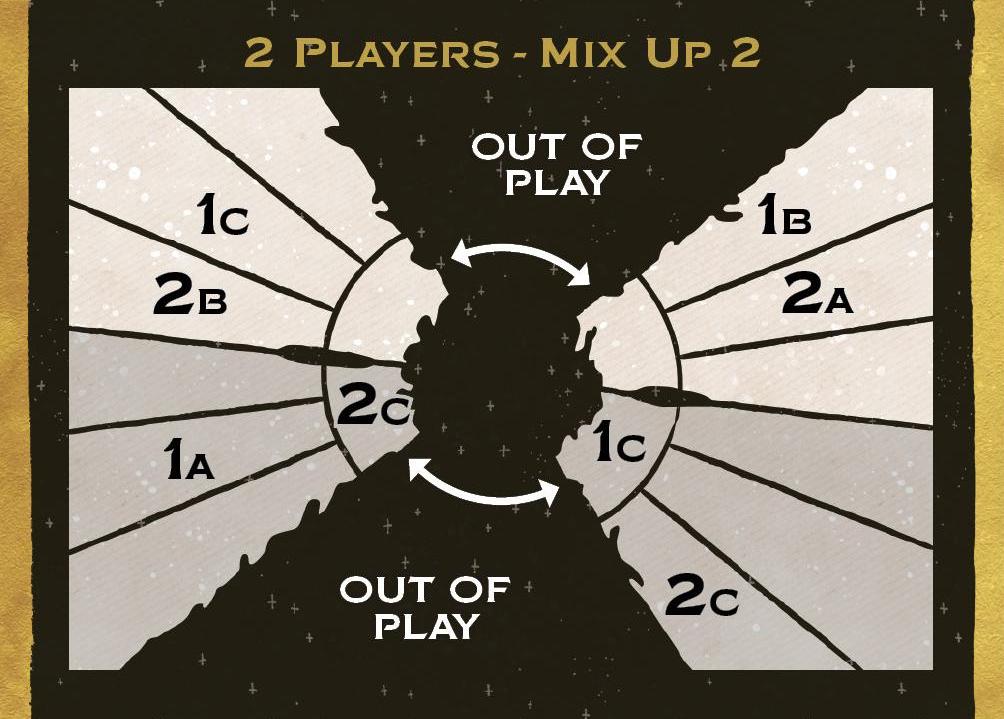 2 Players - Mix Up 2
OUT OF
PLAY
1C
1B
2B
2A
2C
1C
1A
OUT OF
PLAY
2C